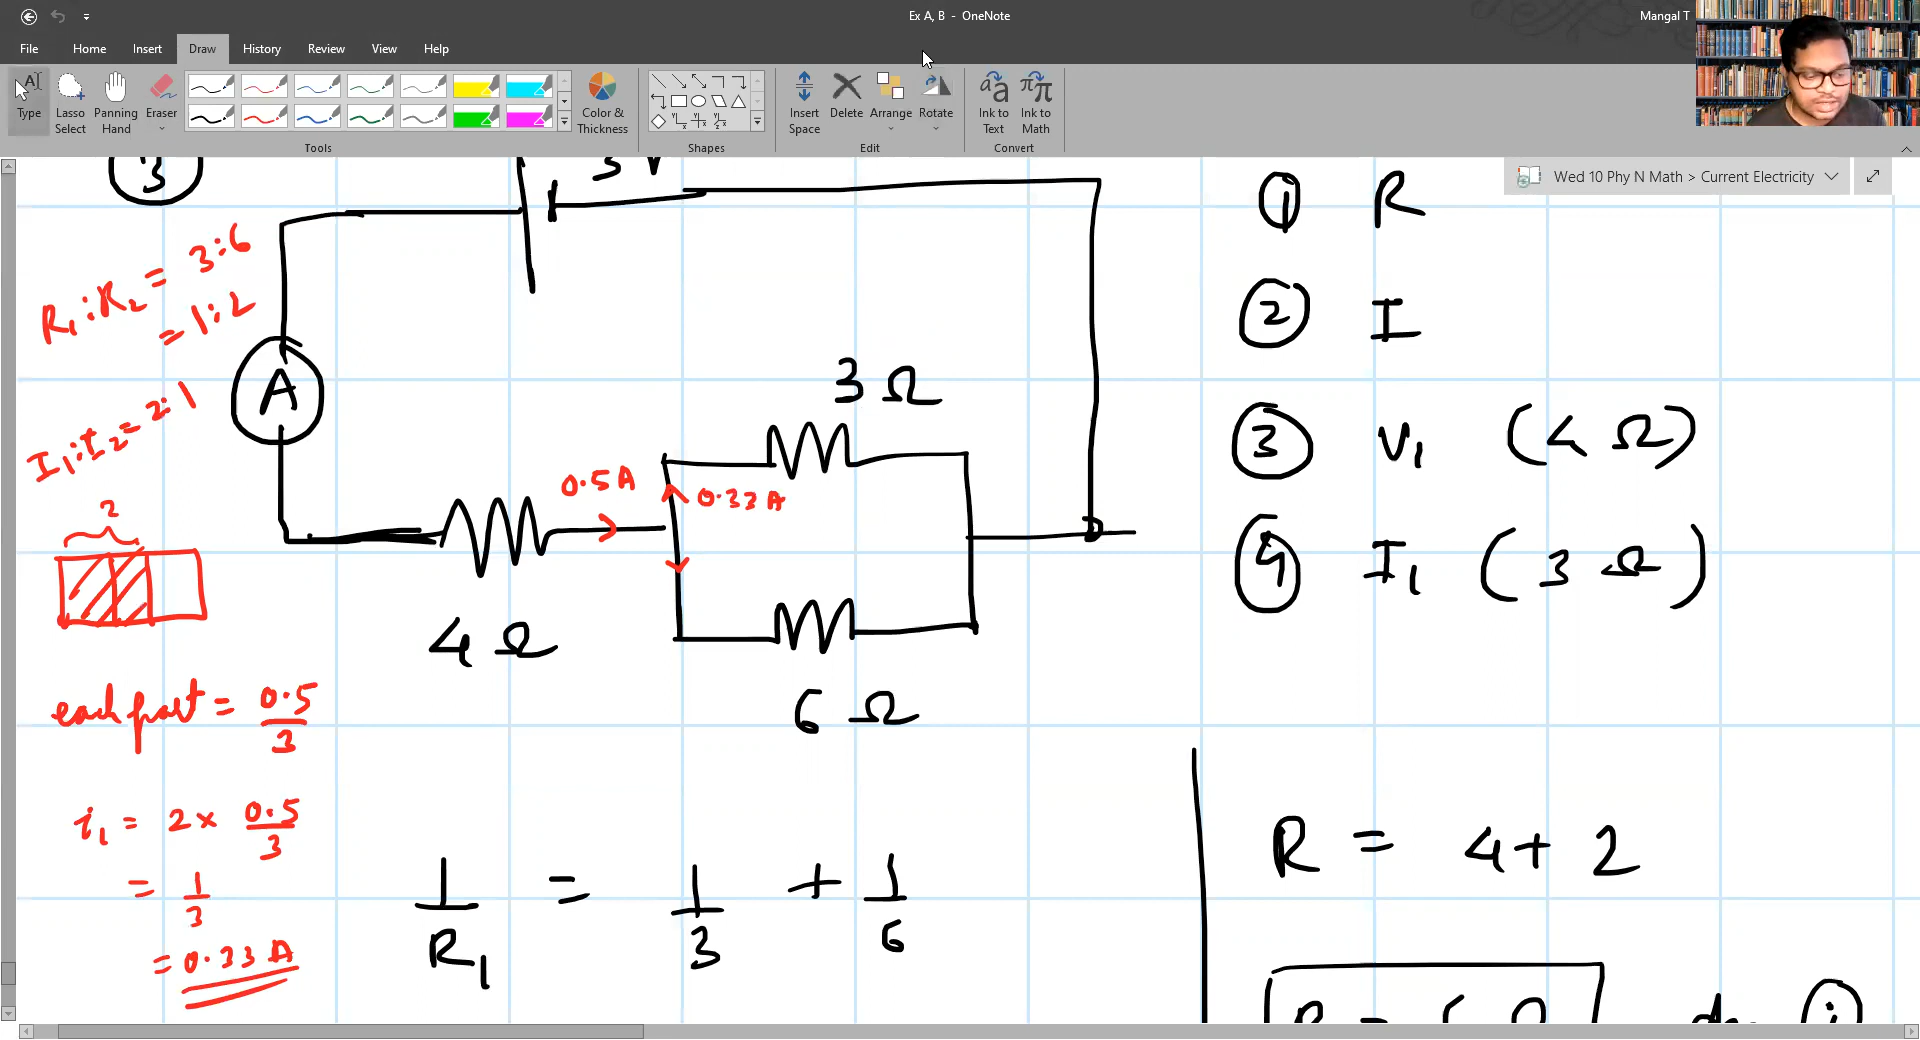 Ex A, B - OneNote
Mangal T
File Home Insert Draw History Review View Help
Type
Lasso Select
Panning Hand
Eraser
Color & Thickness
Insert Space
Delete
Arrange
Rotate
Ink to Text
Ink to Math
Tools
Shapes
Edit
Convert
Wed 10 Phy N Math > Current Electricity
3
3 V
R₁:R₂ = 3:6
= 1:2
I₁:I₂ = 2:1
2
each part = 0.5/3
i₁ = 2 × 0.5/3
= 1/3
= 0.33 A
A
4 Ω
0.5 A
0.33 A
3 Ω
6 Ω
1/R₁ = 1/3 + 1/6
① R
② I
③ V₁ (4 Ω)
④ I₁ (3 Ω)
R = 4 + 2